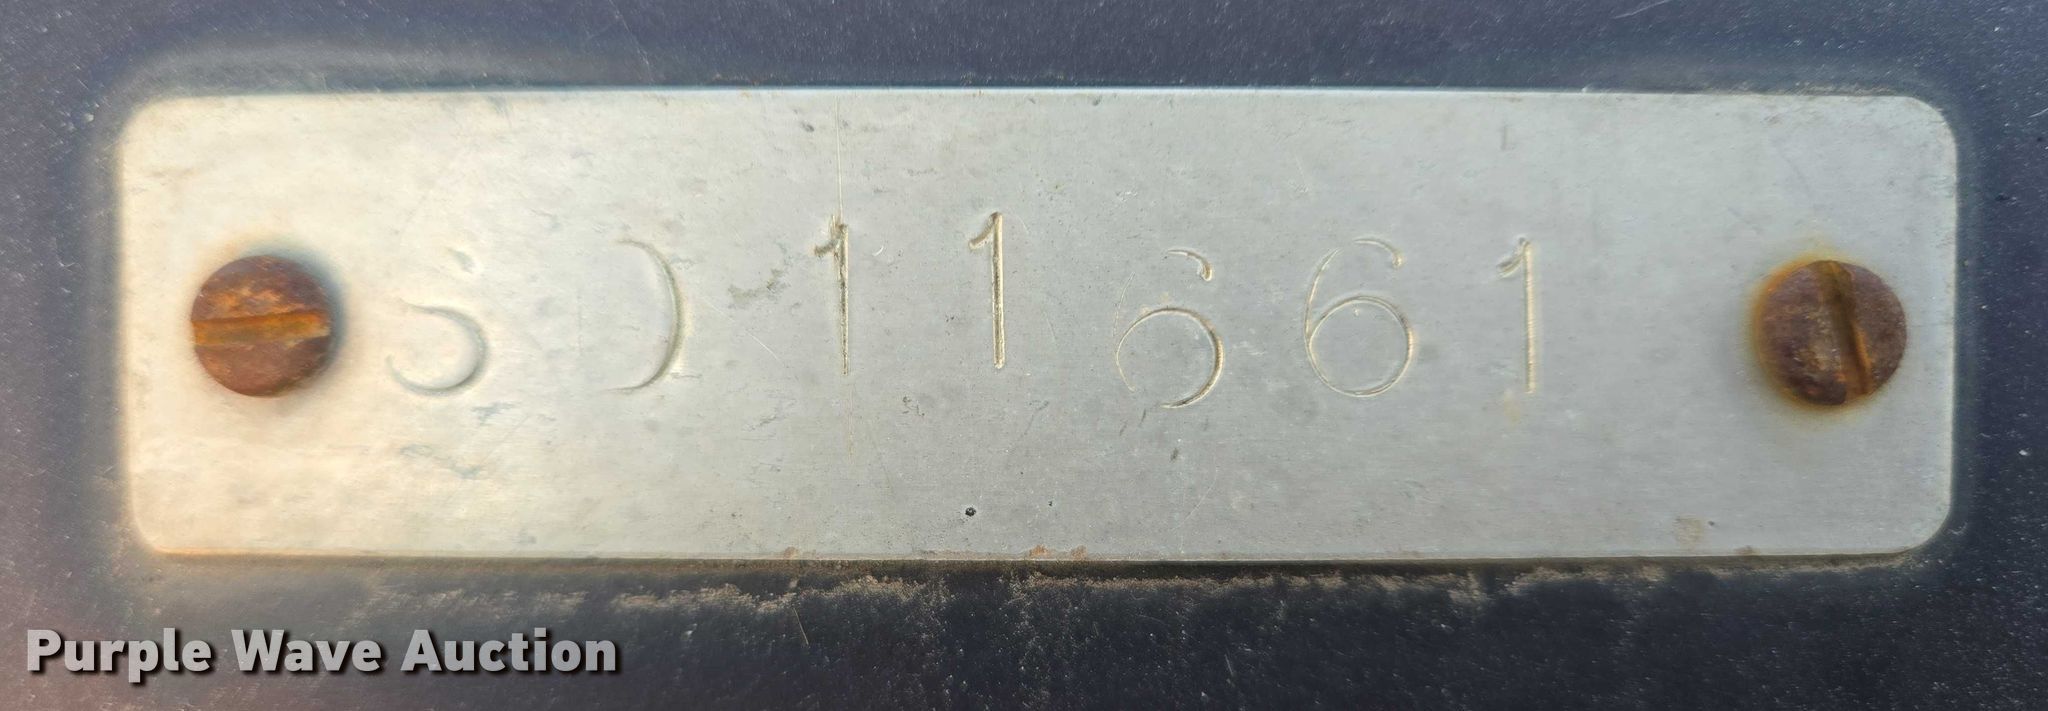 SD11661
Purple Wave Auction